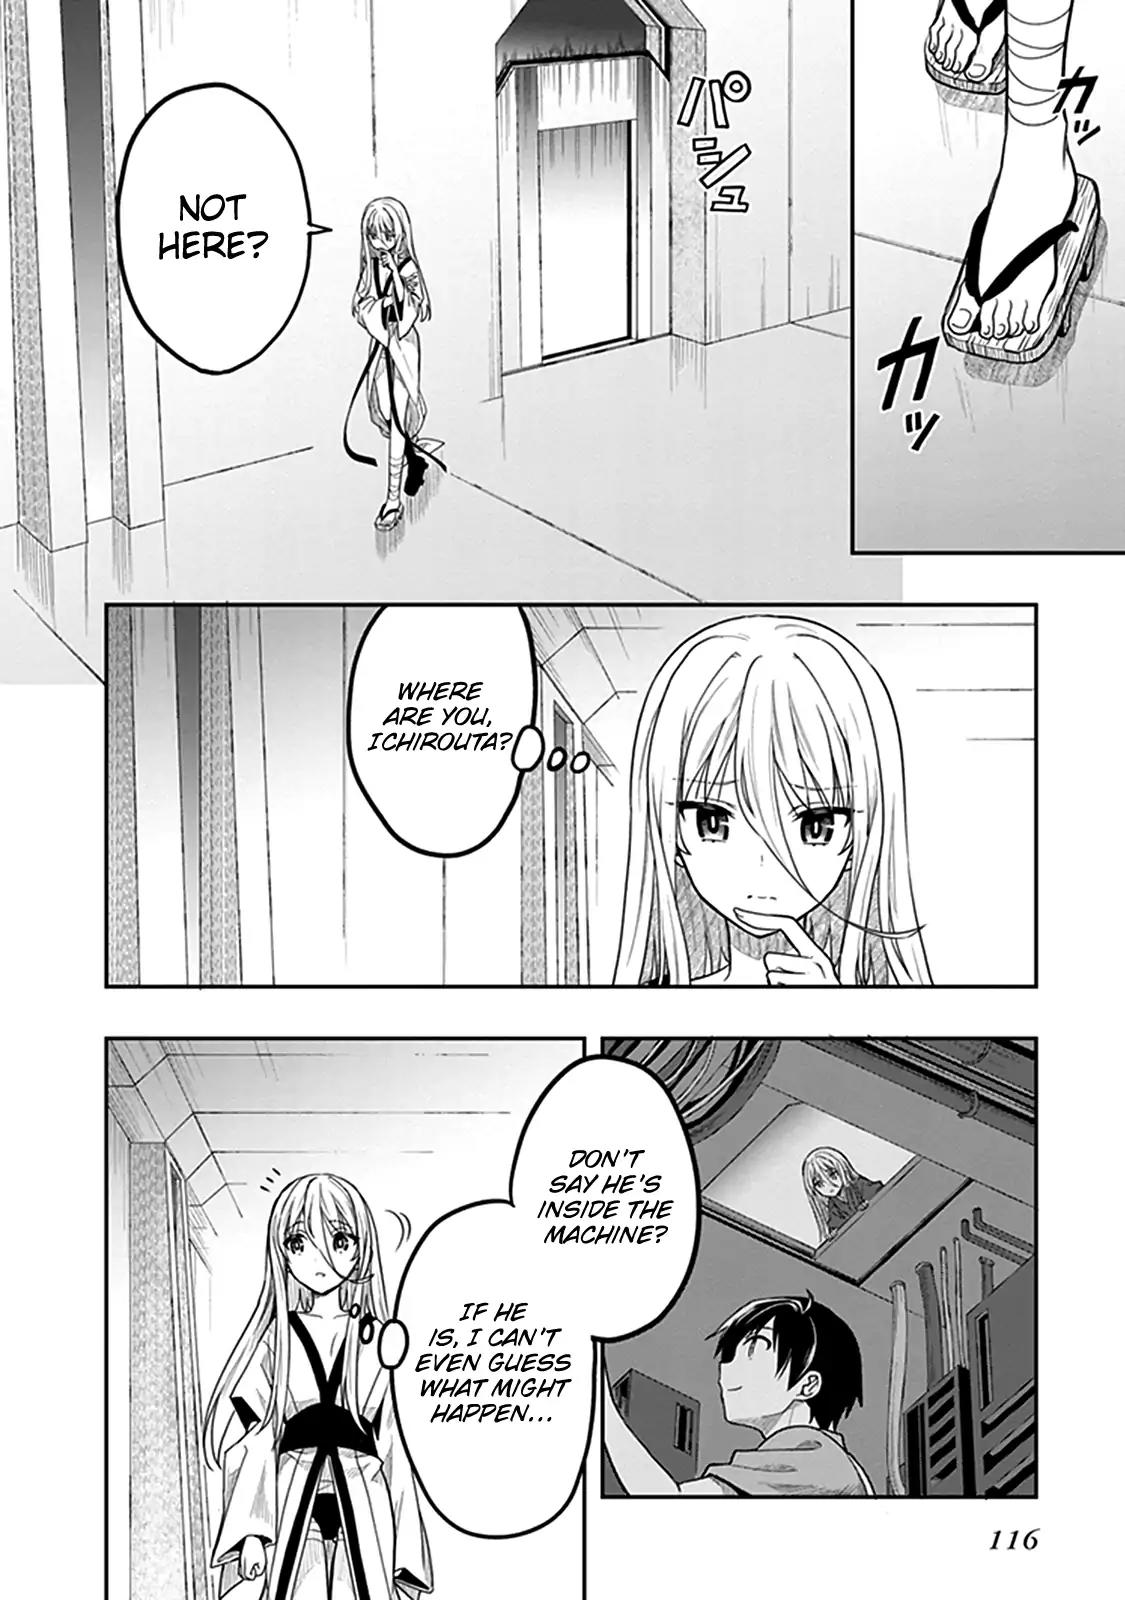 カッ
カッ
パシュ
NOT
HERE?
WHERE
ARE YOU,
ICHIROUTA?
DON'T
SAY HE'S
INSIDE THE
MACHINE?
IF HE
IS, I CAN'T
EVEN GUESS
WHAT MIGHT
HAPPEN...
116